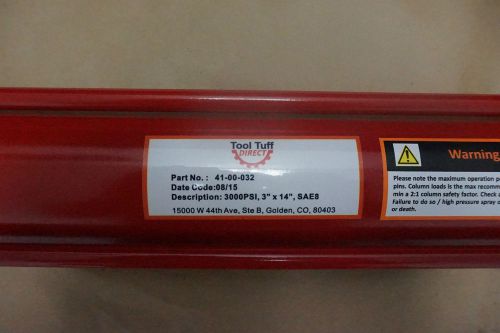 Tool Tuff
DIRECT
Part No. : 41-00-032
Date Code:08/15
Description: 3000PSI, 3" x 14", SAE8
15000 W 44th Ave, Ste B, Golden, CO, 80403
Warning
Please note the maximum operation
pins. Column loads is the max recomm
min a 2:1 column safety factor. Check
Failure to do so / high pressure spray
or death.